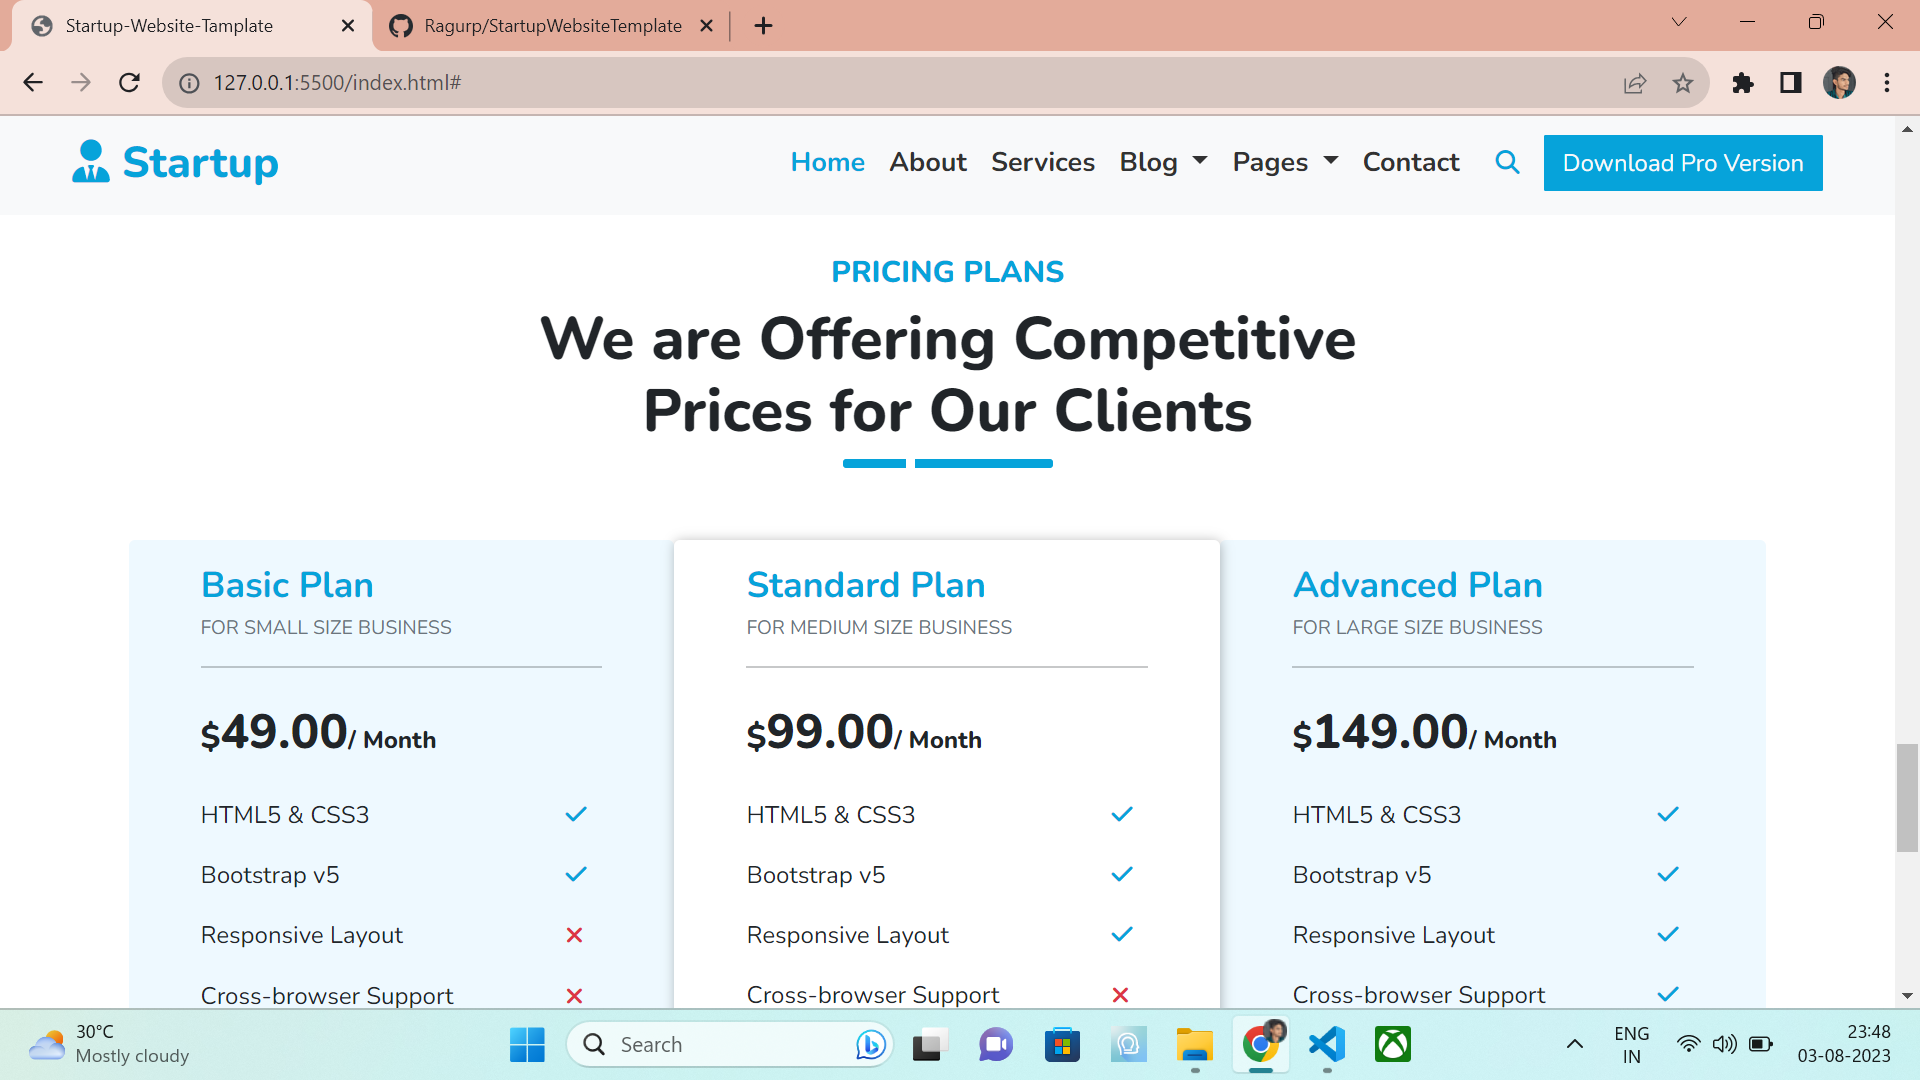 Startup-Website-Tamplate
Ragurp/StartupWebsiteTemplate
127.0.0.1:5500/index.html#
Startup
Home About Services Blog Pages Contact Download Pro Version
PRICING PLANS
We are Offering Competitive
Prices for Our Clients
Basic Plan
FOR SMALL SIZE BUSINESS
$49.00/ Month
HTML5 & CSS3
Bootstrap v5
Responsive Layout
Cross-browser Support
Standard Plan
FOR MEDIUM SIZE BUSINESS
$99.00/ Month
HTML5 & CSS3
Bootstrap v5
Responsive Layout
Cross-browser Support
Advanced Plan
FOR LARGE SIZE BUSINESS
$149.00/ Month
HTML5 & CSS3
Bootstrap v5
Responsive Layout
Cross-browser Support
30°C
Mostly cloudy
Search
ENG
IN
23:48
03-08-2023